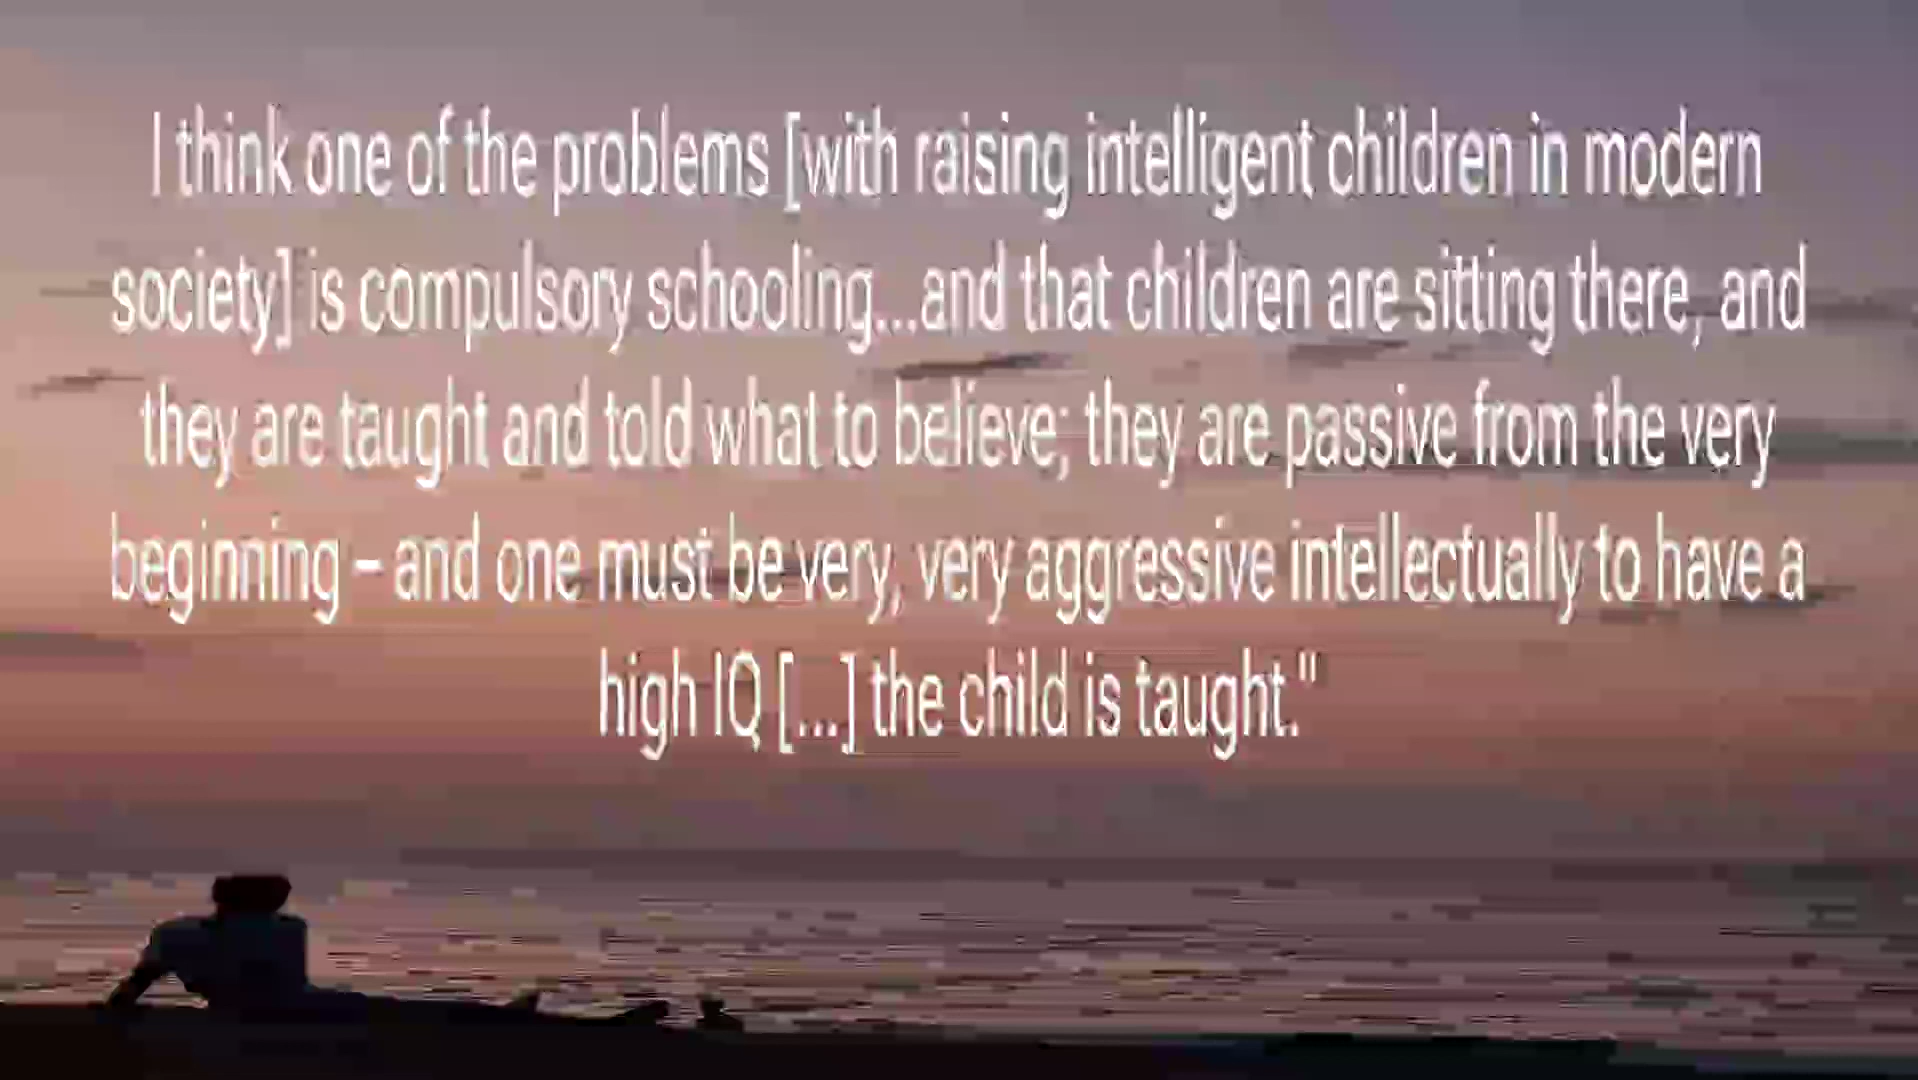 I think one of the problems [with raising intelligent children in modern
society] is compulsory schooling...and that children are sitting there, and
they are taught and told what to believe; they are passive from the very
beginning – and one must be very, very aggressive intellectually to have a
high IQ [...] the child is taught."